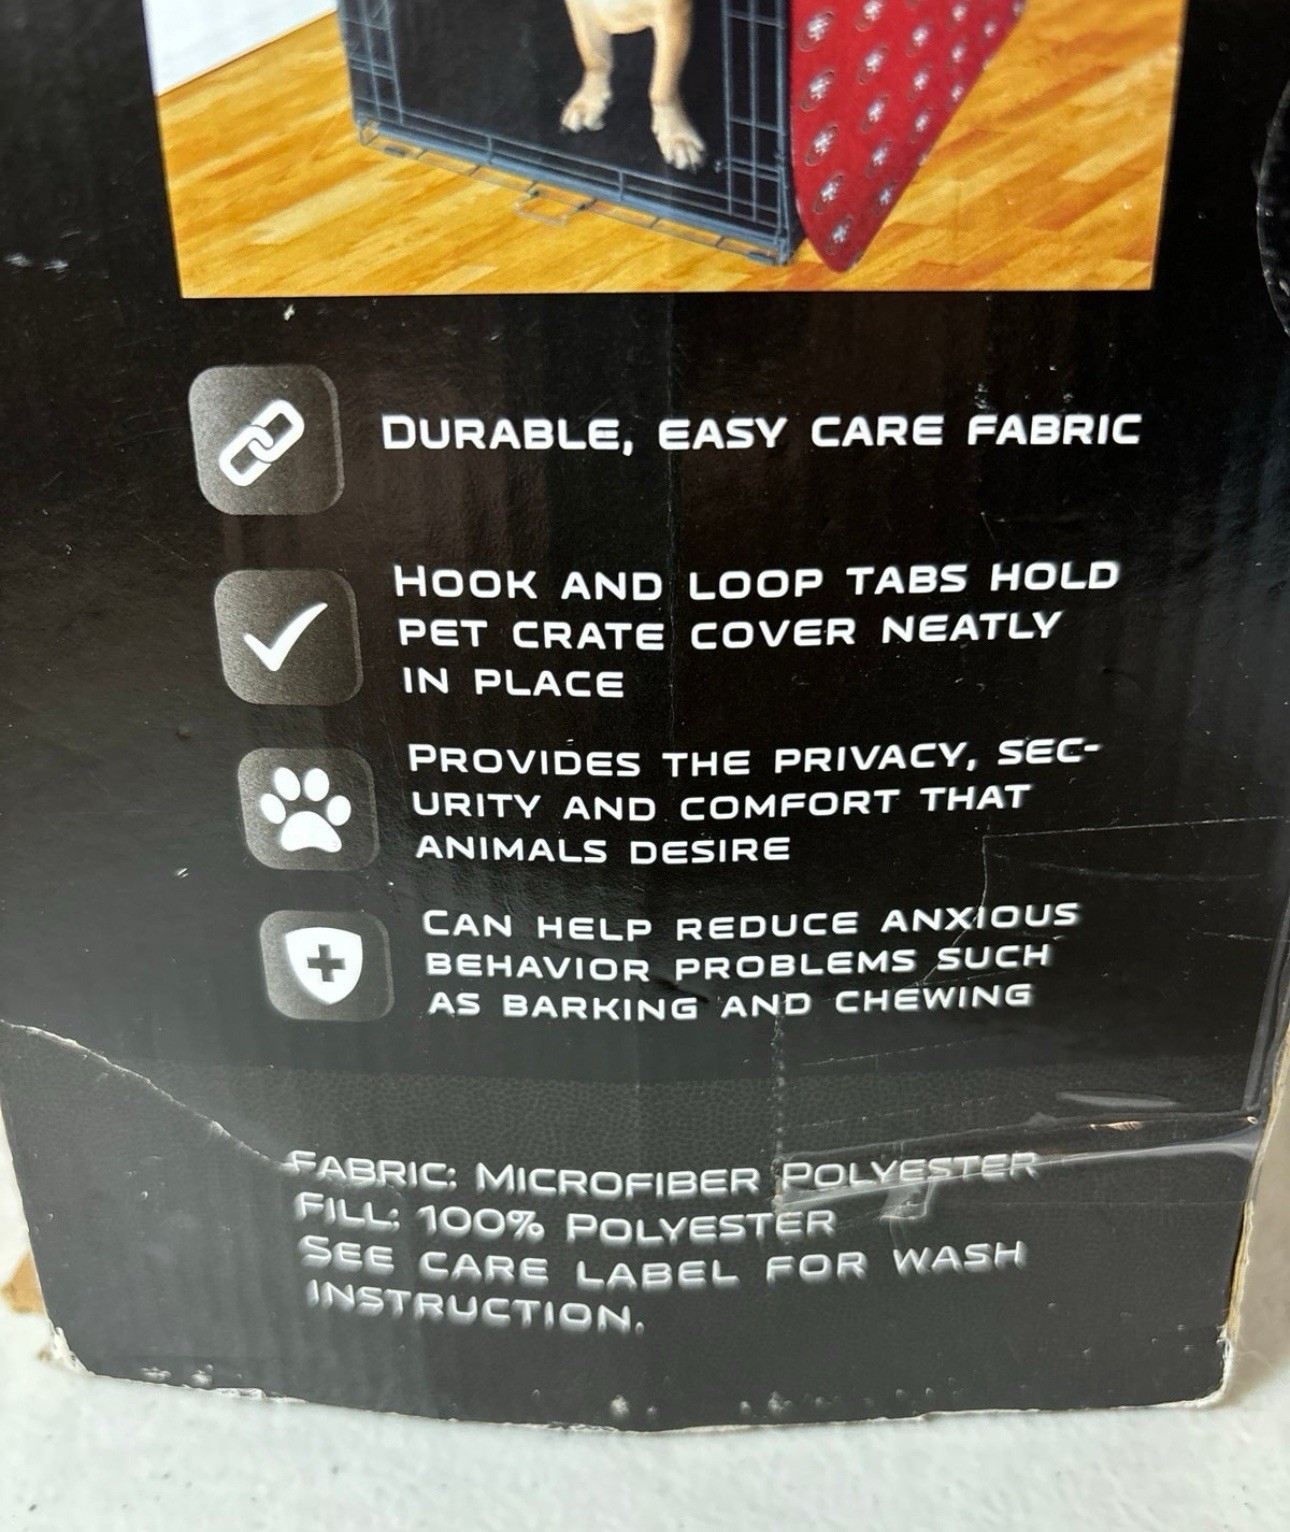 DURABLE, EASY CARE FABRIC
HOOK AND LOOP TABS HOLD
PET CRATE COVER NEATLY
IN PLACE
PROVIDES THE PRIVACY, SEC-
URITY AND COMFORT THAT
ANIMALS DESIRE
CAN HELP REDUCE ANXIOUS
BEHAVIOR PROBLEMS SUCH
AS BARKING AND CHEWING
FABRIC: MICROFIBER POLYESTER
FILL: 100% POLYESTER
SEE CARE LABEL FOR WASH
INSTRUCTION.